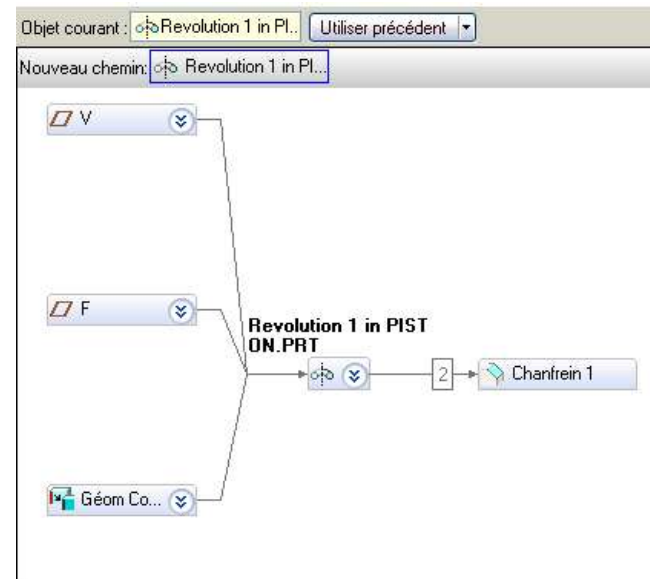 Objet courant : Revolution 1 in Pl.. Utiliser précédent
Nouveau chemin: Revolution 1 in Pl...
V
F
Revolution 1 in PIST
ON.PRT
2
Chanfrein 1
Géom Co...